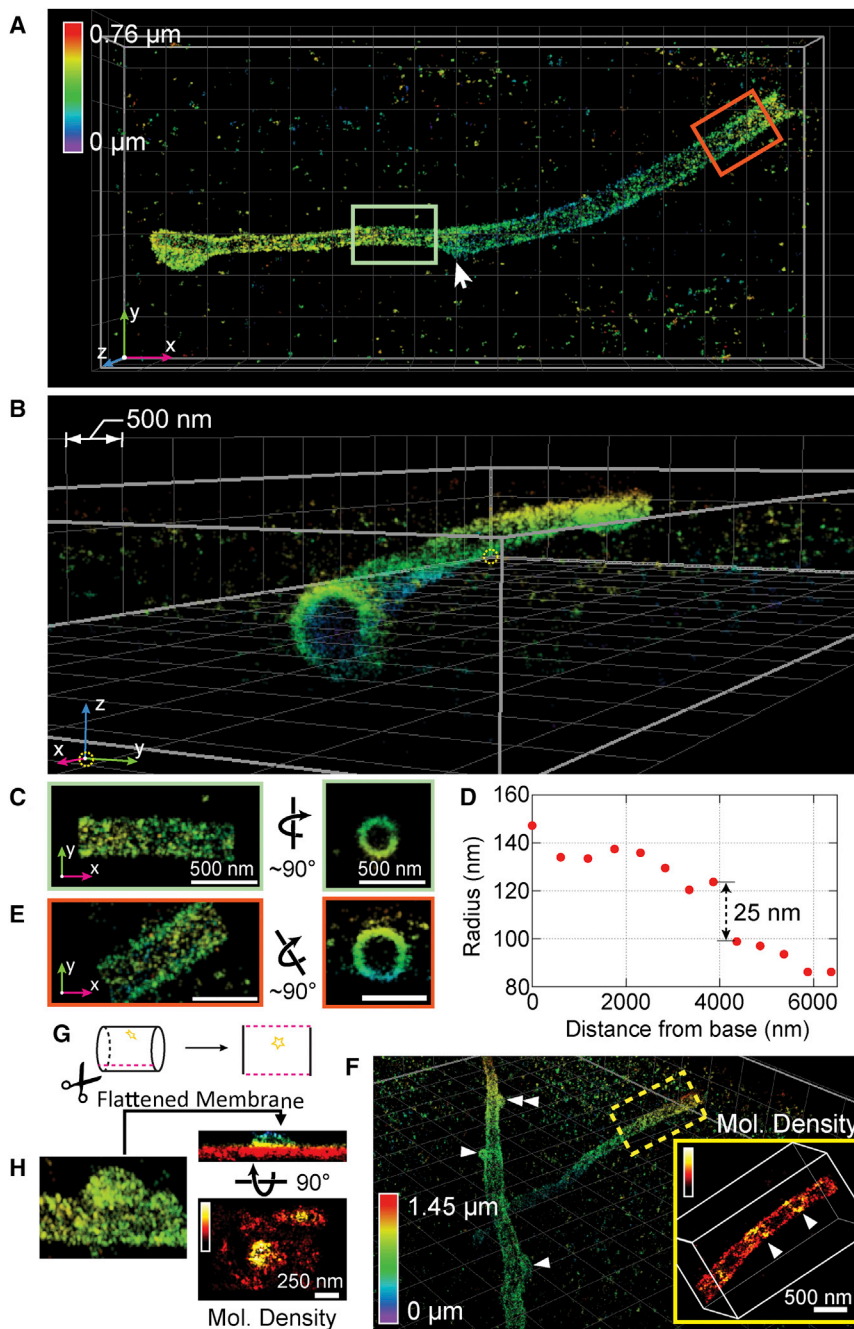 A
0.76 μm
0 μm
y
z
x
B
500 nm
z
x
y
C
y
x
500 nm
~90°
500 nm
D
160
140
120
100
80
Radius (nm)
25 nm
0
2000
4000
6000
Distance from base (nm)
E
y
x
~90°
G
Flattened Membrane
H
90°
250 nm
Mol. Density
F
1.45 μm
0 μm
Mol. Density
500 nm